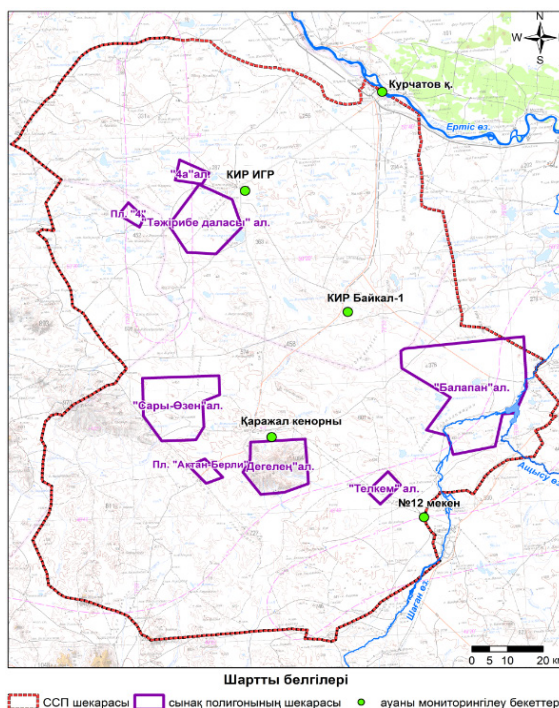 N
W E
S
Курчатов қ.
Ертіс өз.
"4а"ал.
КИР ИГР
Пл. "4"
"Тәжірибе даласы" ал.
КИР Байкал-1
"Балапан"ал.
"Сары-Өзен"ал.
Қаражал кенорны
Пл. "Актан-Берли"
"Дегелең"ал.
"Телкем" ал.
№12 мекен
Ащысу өз.
Шаған өз.
0 5 10 20 км
Шартты белгілері
ССП шекарасы
сынақ полигонының шекарасы
ауаны мониторингілеу бекеттер